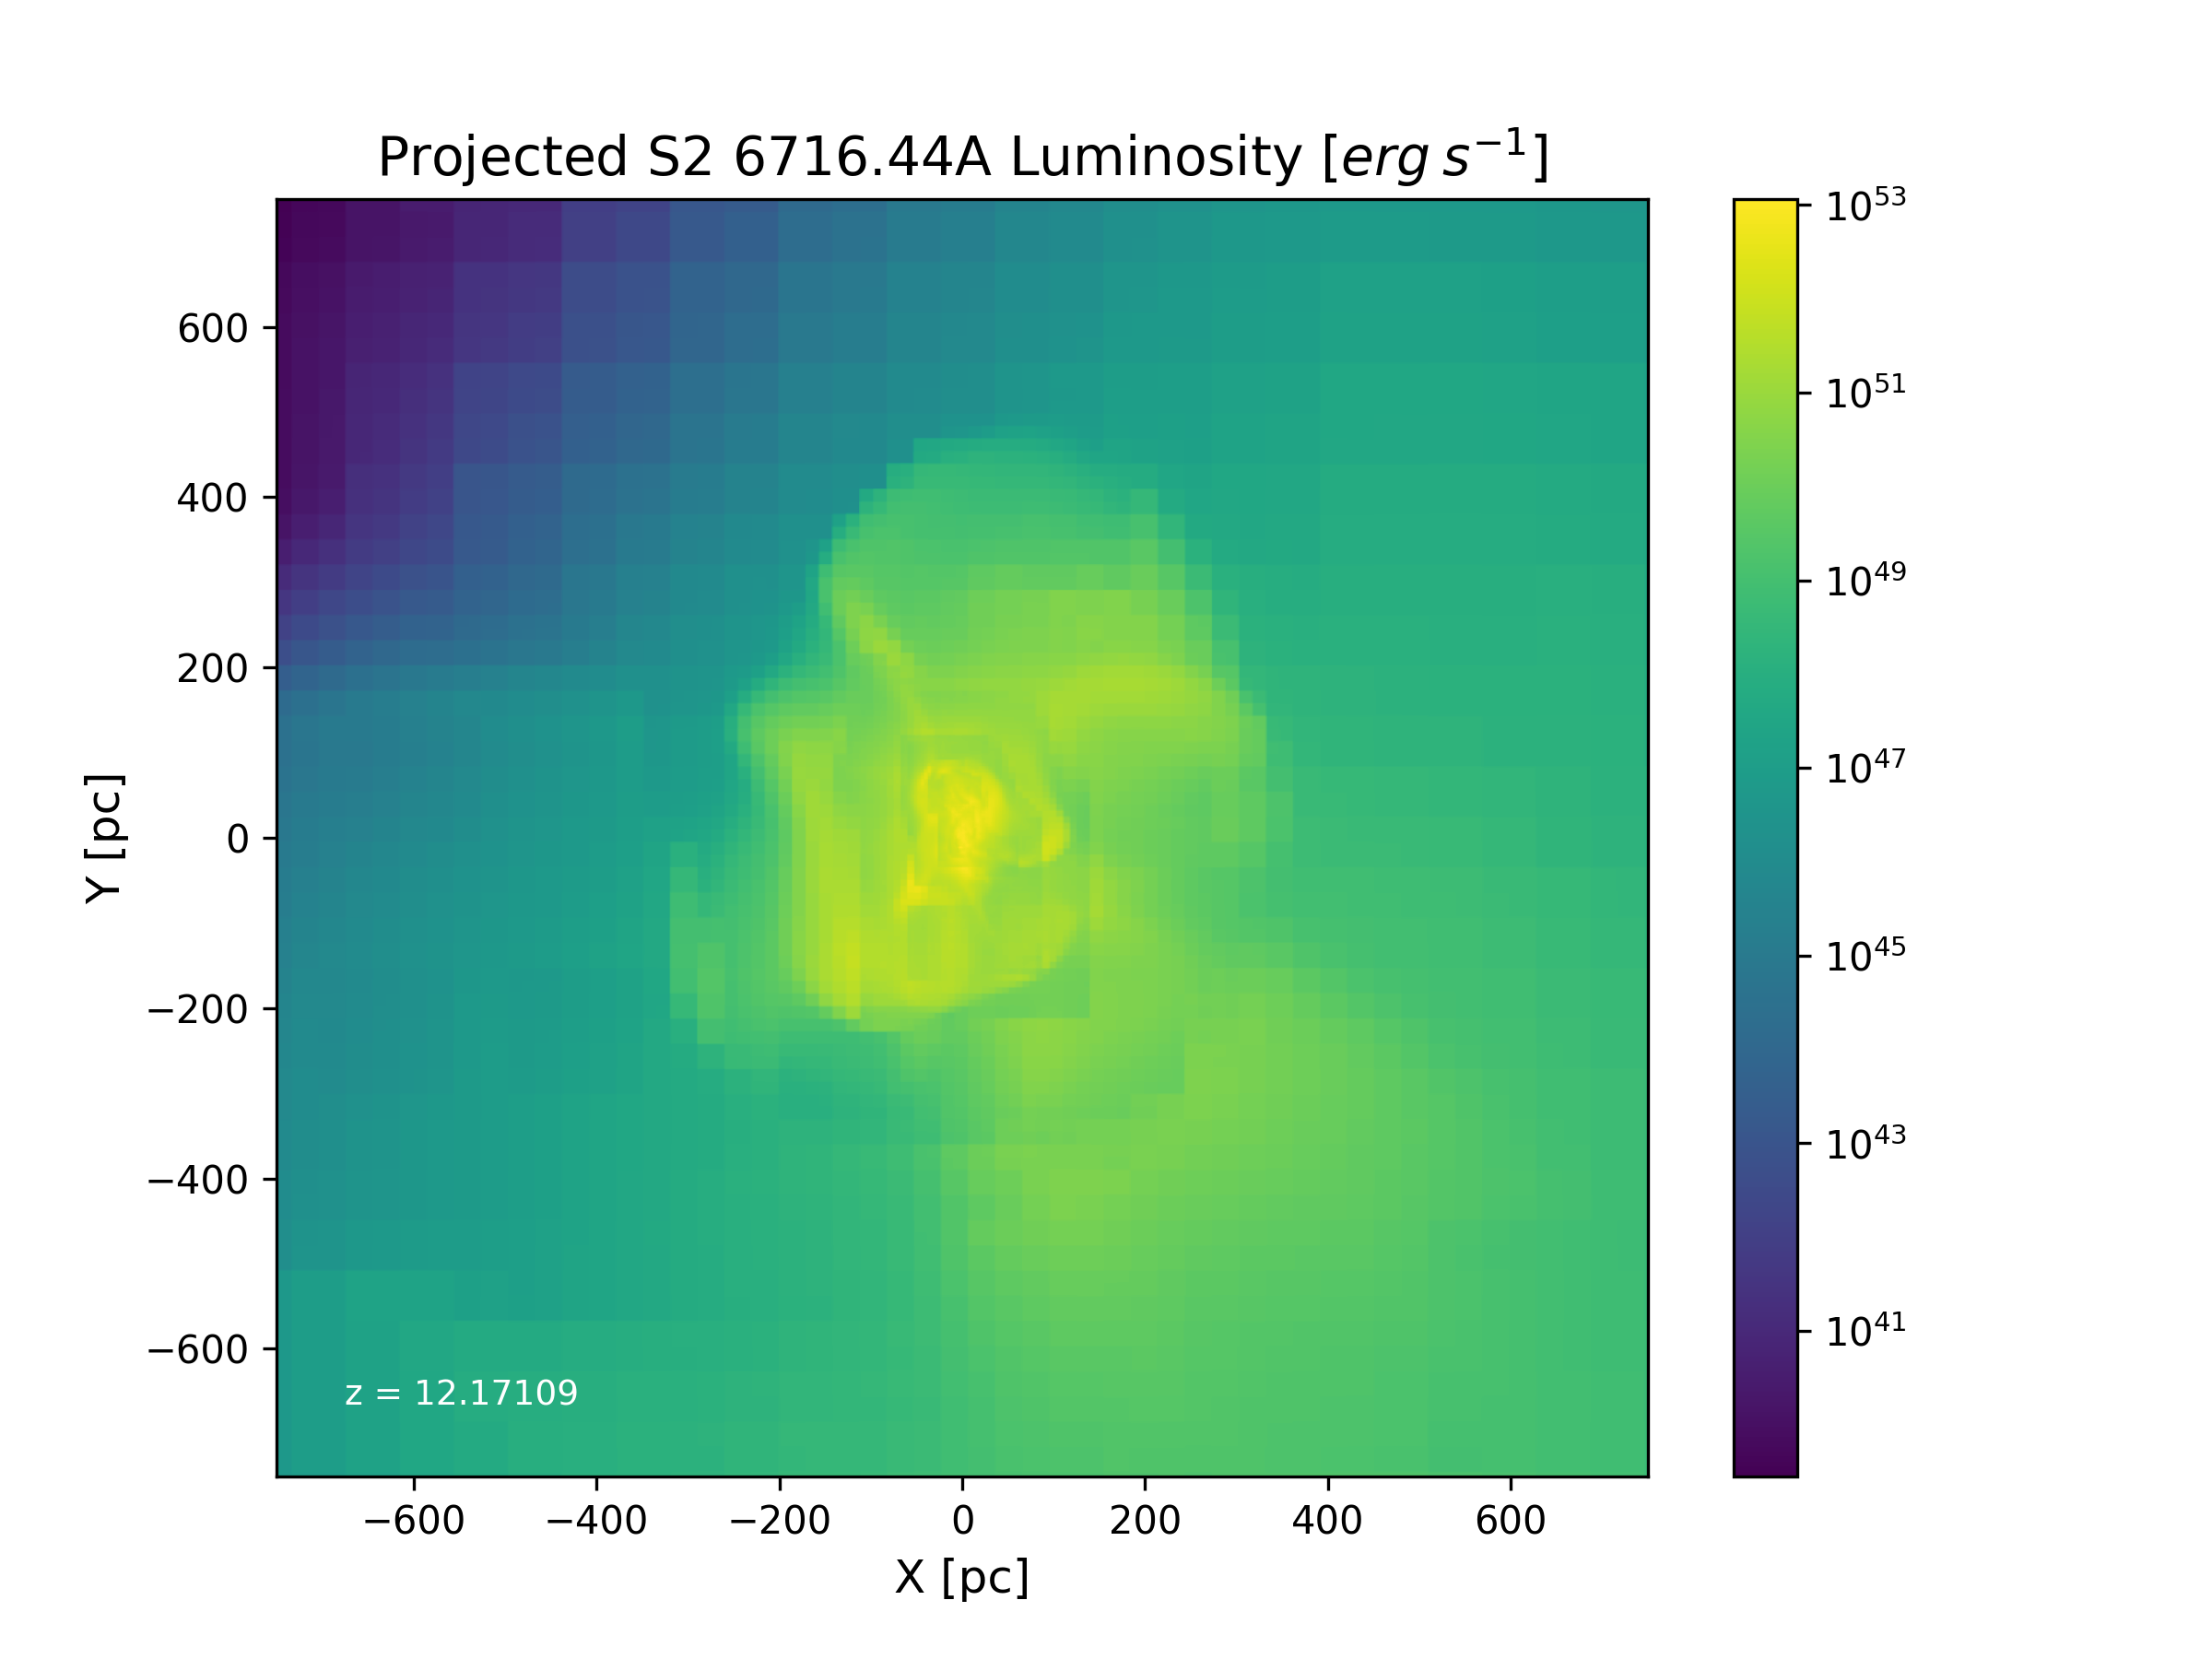 Projected S2 6716.44A Luminosity [erg s⁻¹]
10⁵³
10⁵¹
10⁴⁹
10⁴⁷
10⁴⁵
10⁴³
10⁴¹
600
400
200
0
−200
−400
−600
Y [pc]
z = 12.17109
−600 −400 −200 0 200 400 600
X [pc]